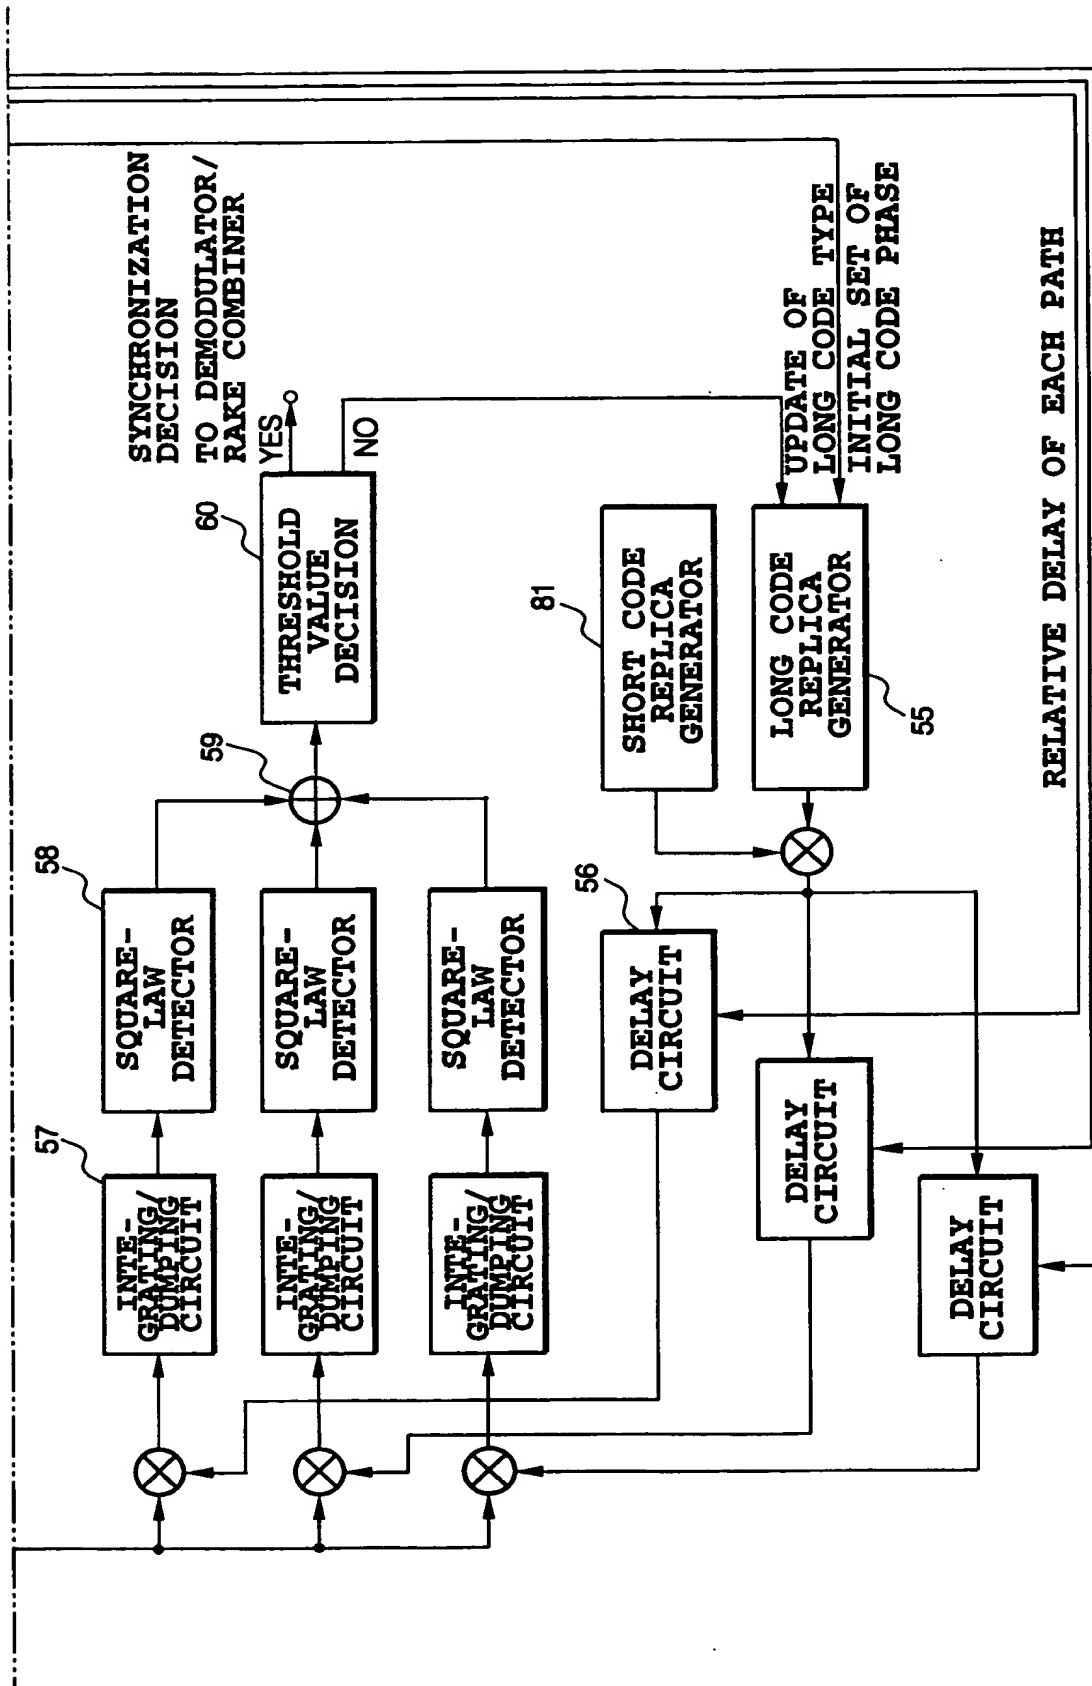 SYNCHRONIZATION
DECISION
TO DEMODULATOR/
RAKE COMBINER
57
INTE-
GRATING/
DUMPING
CIRCUIT
58
SQUARE-
LAW
DETECTOR
59
60
THRESHOLD
VALUE
DECISION
YES
NO
INTE-
GRATING/
DUMPING
CIRCUIT
SQUARE-
LAW
DETECTOR
INTE-
GRATING/
DUMPING
CIRCUIT
SQUARE-
LAW
DETECTOR
56
DELAY
CIRCUIT
81
SHORT CODE
REPLICA
GENERATOR
UPDATE OF
LONG CODE TYPE
INITIAL SET OF
LONG CODE PHASE
LONG CODE
REPLICA
GENERATOR
55
DELAY
CIRCUIT
DELAY
CIRCUIT
RELATIVE DELAY OF EACH PATH